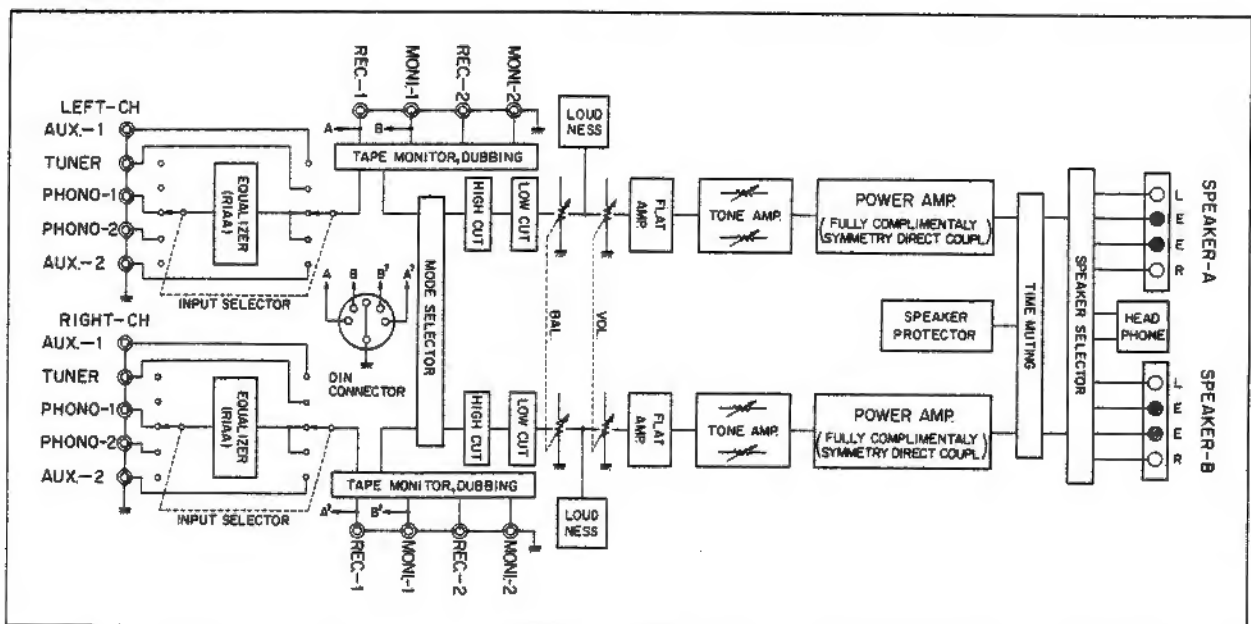 REC.-1
MONI.-1
REC.-2
MONI.-2
LEFT-CH
AUX.-1
TUNER
PHONO-1
PHONO-2
AUX.-2
EQUALIZER
(RIAA)
INPUT SELECTOR
A
B
TAPE MONITOR, DUBBING
LOUD
NESS
HIGH CUT
LOW CUT
FLAT
AMP.
TONE AMP.
POWER AMP.
(FULLY COMPLIMENTALY
SYMMETRY DIRECT COUPL)
L
E
E
R
SPEAKER-A
A
B
B'
A'
DIN
CONNECTOR
MODE SELECTOR
BAL
VOL
SPEAKER
PROTECTOR
TIME MUTING
SPEAKER SELECTOR
HEAD
PHONE
RIGHT-CH
AUX.-1
TUNER
PHONO-1
PHONO-2
AUX.-2
EQUALIZER
(RIAA)
INPUT SELECTOR
HIGH CUT
LOW CUT
FLAT
AMP.
TONE AMP.
POWER AMP.
(FULLY COMPLIMENTALY
SYMMETRY DIRECT COUPL)
L
E
E
R
SPEAKER-B
TAPE MONITOR, DUBBING
A'
B'
LOUD
NESS
REC.-1
MONI.-1
REC.-2
MONI.-2